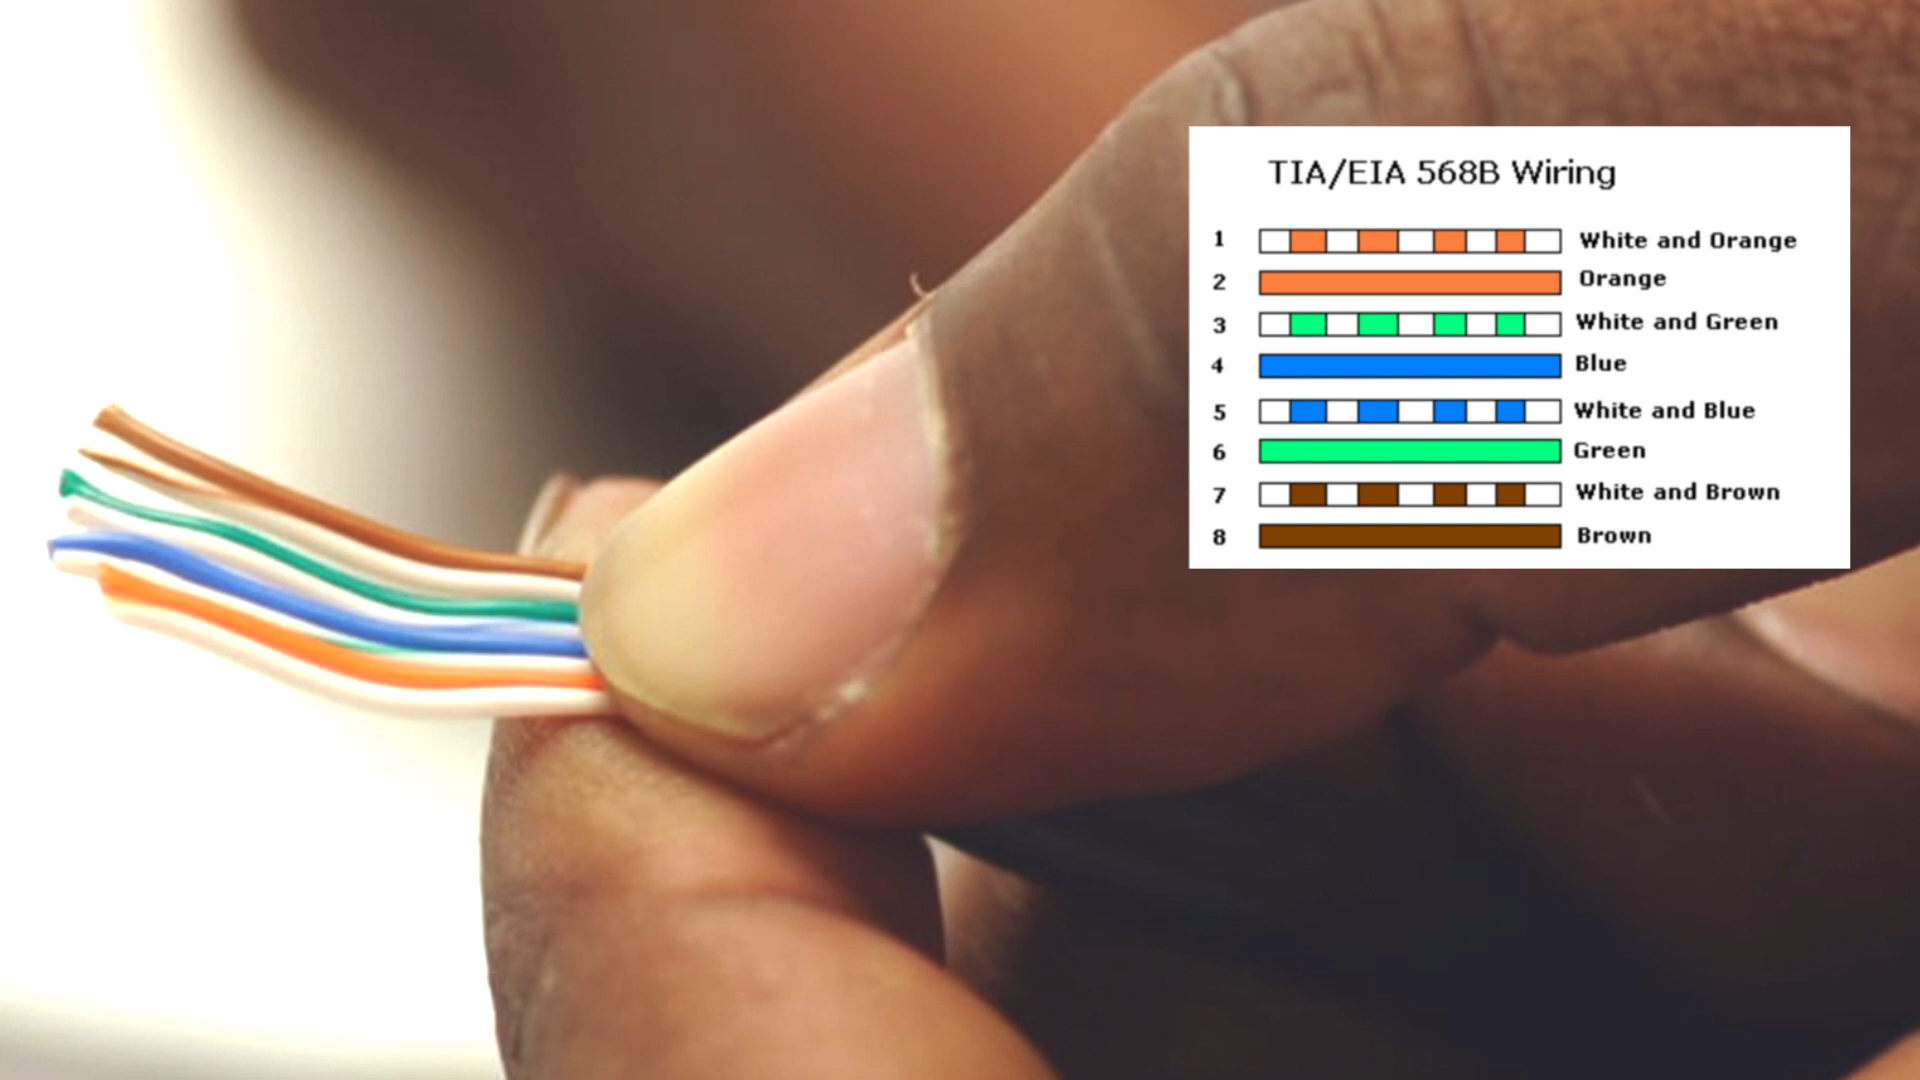 TIA/EIA 568B Wiring
1 White and Orange
2 Orange
3 White and Green
4 Blue
5 White and Blue
6 Green
7 White and Brown
8 Brown